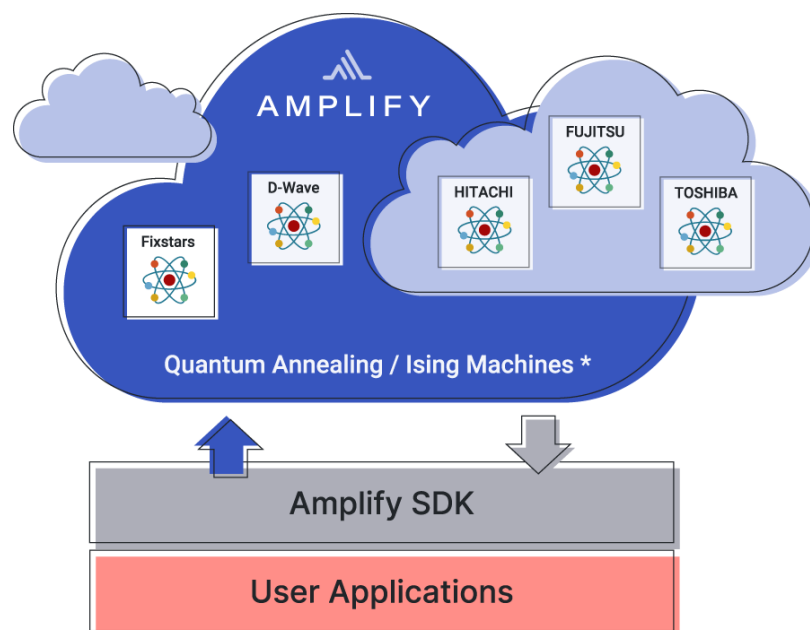 AMPLIFY
FUJITSU
D-Wave
HITACHI
TOSHIBA
Fixstars
Quantum Annealing / Ising Machines *
Amplify SDK
User Applications